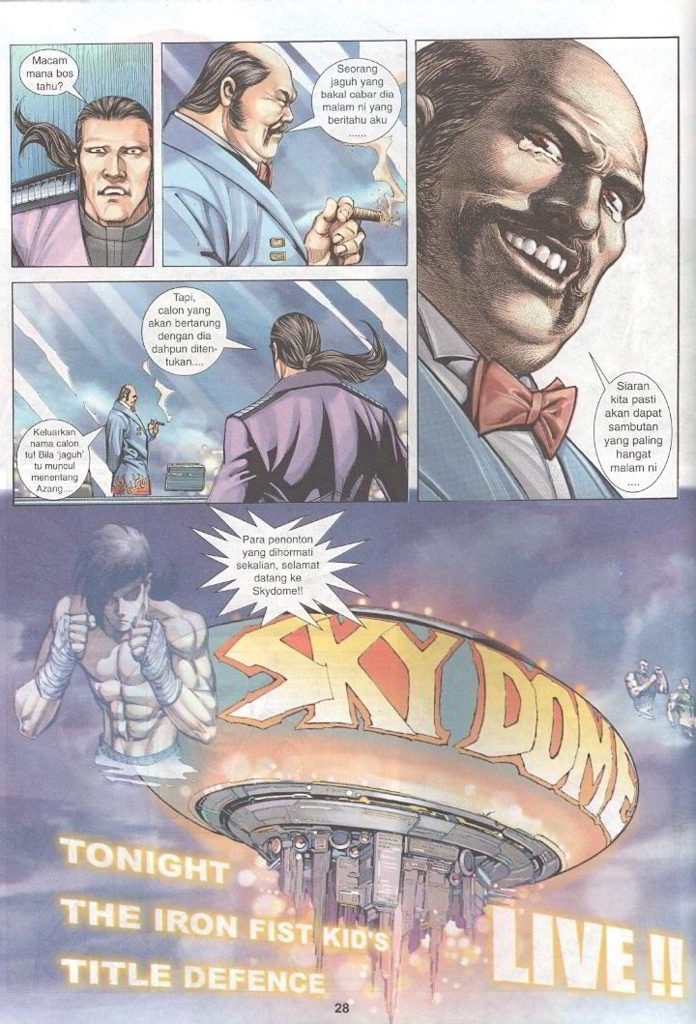 Macam
mana bos
tahu?
Seorang
jaguh yang
bakal cabar dia
malam ni yang
beritahu aku
......
Tapi,
calon yang
akan bertarung
dengan dia
dahpun diten-
tukan....
Keluarkan
nama calon
tu! Bila 'jaguh'
tu muncul
menentang
Azang...
Siaran
kita pasti
akan dapat
sambutan
yang paling
hangat
malam ni
....
Para penonton
yang dihormati
sekalian, selamat
datang ke
Skydome!!
SKY DOME
TONIGHT
THE IRON FIST KID'S
TITLE DEFENCE
LIVE!!
28